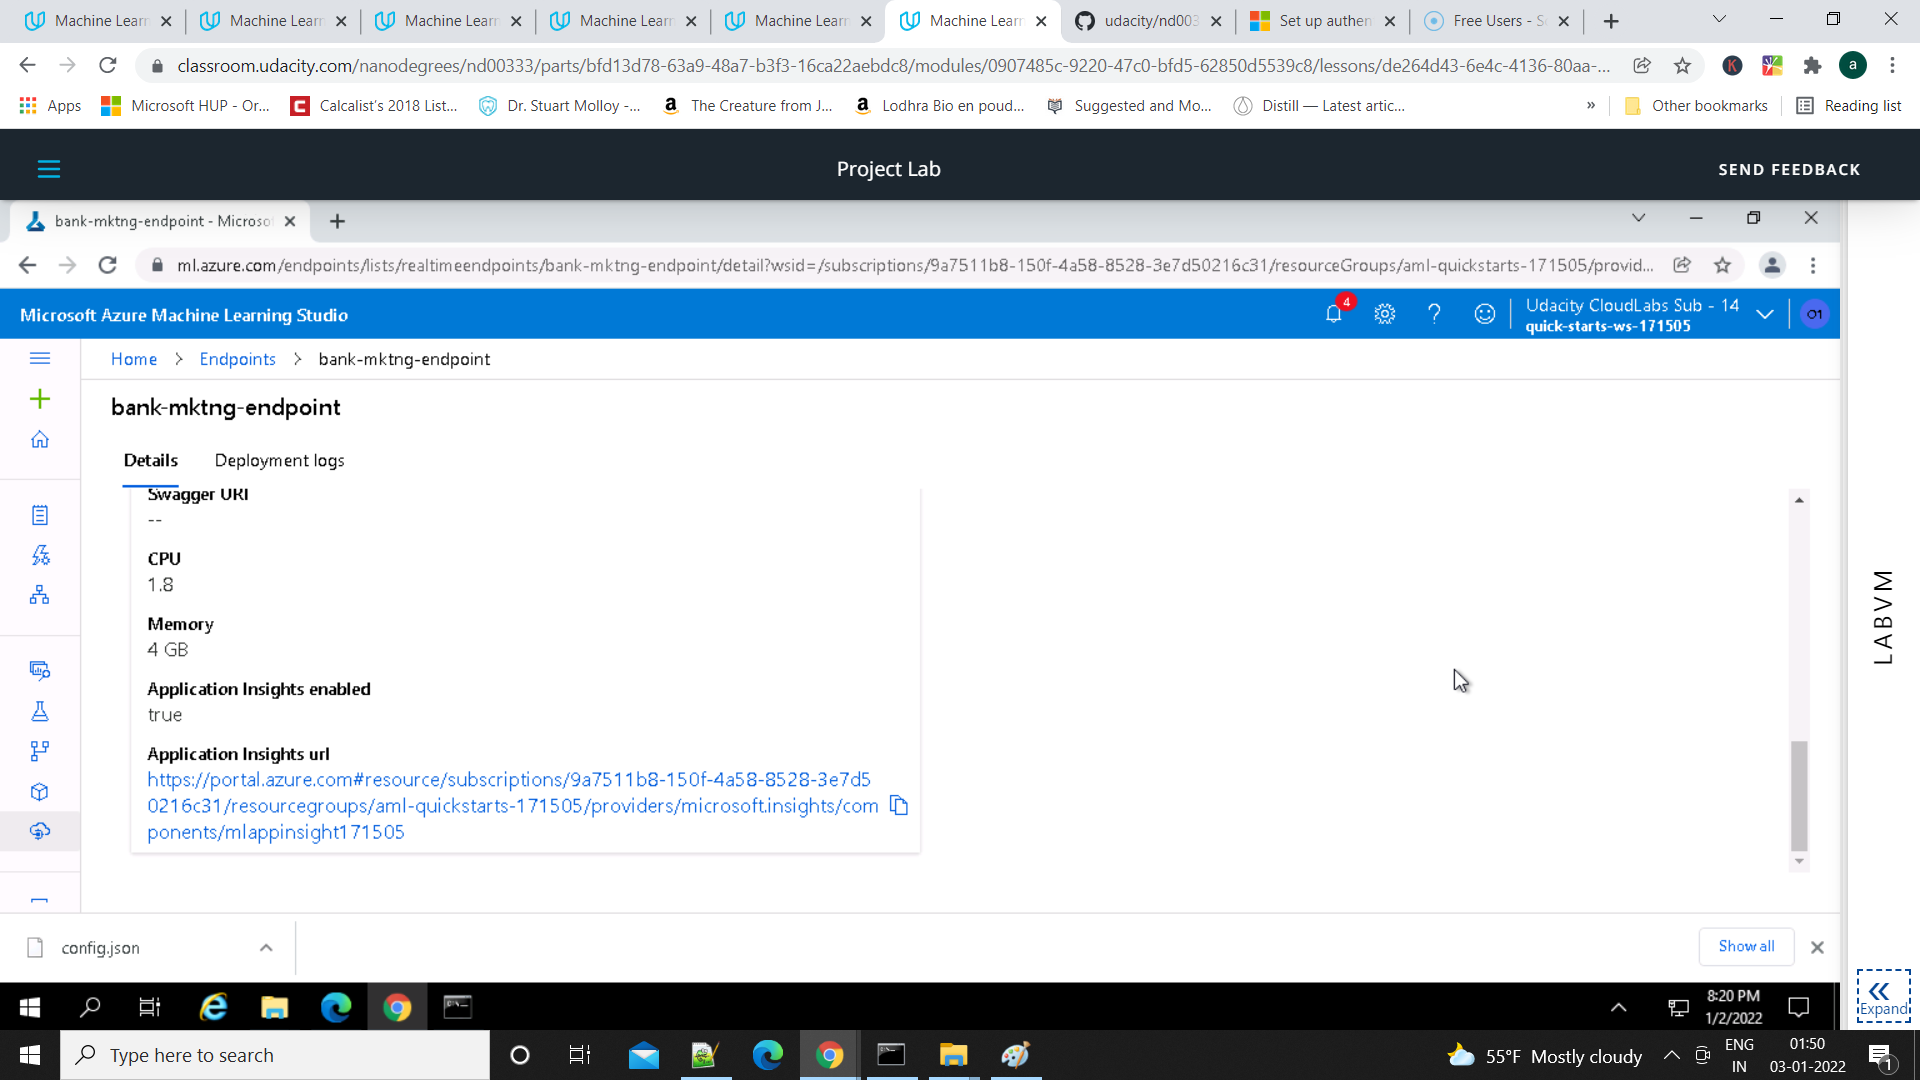 Machine Learn
Machine Learn
Machine Learn
Machine Learn
Machine Learn
Machine Learn
udacity/nd003
Set up authen
Free Users - S
classroom.udacity.com/nanodegrees/nd00333/parts/bfd13d78-63a9-48a7-b3f3-16ca22aebdc8/modules/0907485c-9220-47c0-bfd5-62850d5539c8/lessons/de264d43-6e4c-4136-80aa-...
K
a
Apps
Microsoft HUP - Or...
C
Calcalist's 2018 List...
Dr. Stuart Molloy -...
a
The Creature from J...
a
Lodhra Bio en poud...
Suggested and Mo...
Distill — Latest artic...
»
Other bookmarks
Reading list
Project Lab
SEND FEEDBACK
bank-mktng-endpoint - Microsof
ml.azure.com/endpoints/lists/realtimeendpoints/bank-mktng-endpoint/detail?wsid=/subscriptions/9a7511b8-150f-4a58-8528-3e7d50216c31/resourceGroups/aml-quickstarts-171505/provid...
Microsoft Azure Machine Learning Studio
4
?
Udacity CloudLabs Sub - 14
quick-starts-ws-171505
O1
Home > Endpoints > bank-mktng-endpoint
bank-mktng-endpoint
Details
Deployment logs
Swagger URI
--
CPU
1.8
Memory
4 GB
Application Insights enabled
true
Application Insights url
https://portal.azure.com#resource/subscriptions/9a7511b8-150f-4a58-8528-3e7d5
0216c31/resourcegroups/aml-quickstarts-171505/providers/microsoft.insights/com
ponents/mlappinsight171505
LABVM
config.json
Show all
Expand
8:20 PM
1/2/2022
Type here to search
55°F Mostly cloudy
ENG
IN
01:50
03-01-2022
1